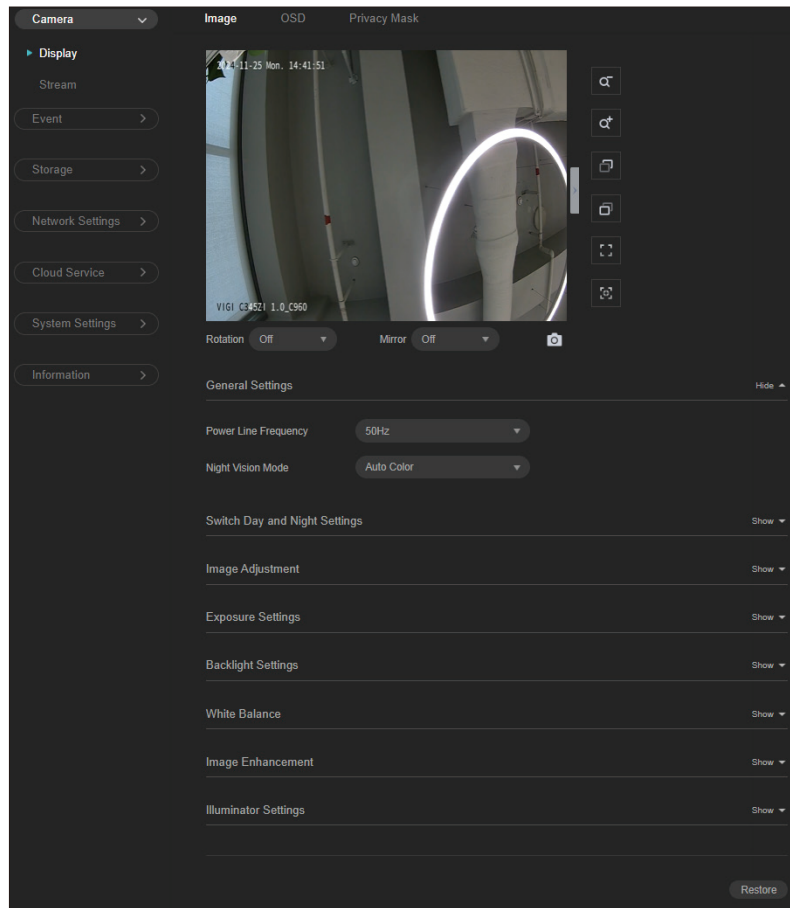 Camera
Image OSD Privacy Mask
Display
Stream
Event
Storage
Network Settings
Cloud Service
System Settings
Information
-11-25 Mon. 14:41:51
VIGI 1.0_C960
Rotation Off Mirror Off
General Settings Hide
Power Line Frequency 50Hz
Night Vision Mode Auto Color
Switch Day and Night Settings Show
Image Adjustment Show
Exposure Settings Show
Backlight Settings Show
White Balance Show
Image Enhancement Show
Illuminator Settings Show
Restore